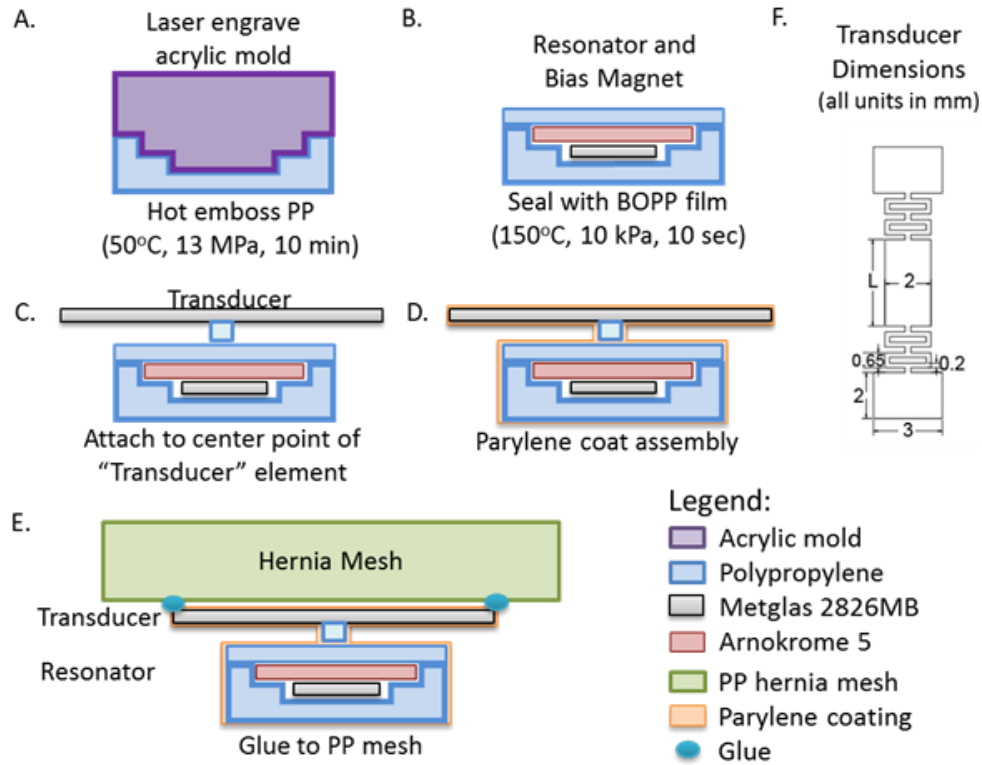 A.
Laser engrave
acrylic mold
Hot emboss PP
(50°C, 13 MPa, 10 min)
B.
Resonator and
Bias Magnet
Seal with BOPP film
(150°C, 10 kPa, 10 sec)
C.
Transducer
Attach to center point of
“Transducer” element
D.
Parylene coat assembly
E.
Hernia Mesh
Transducer
Resonator
Glue to PP mesh
F.
Transducer
Dimensions
(all units in mm)
L
2
0.65
0.2
2
3
Legend:
Acrylic mold
Polypropylene
Metglas 2826MB
Arnokrome 5
PP hernia mesh
Parylene coating
Glue